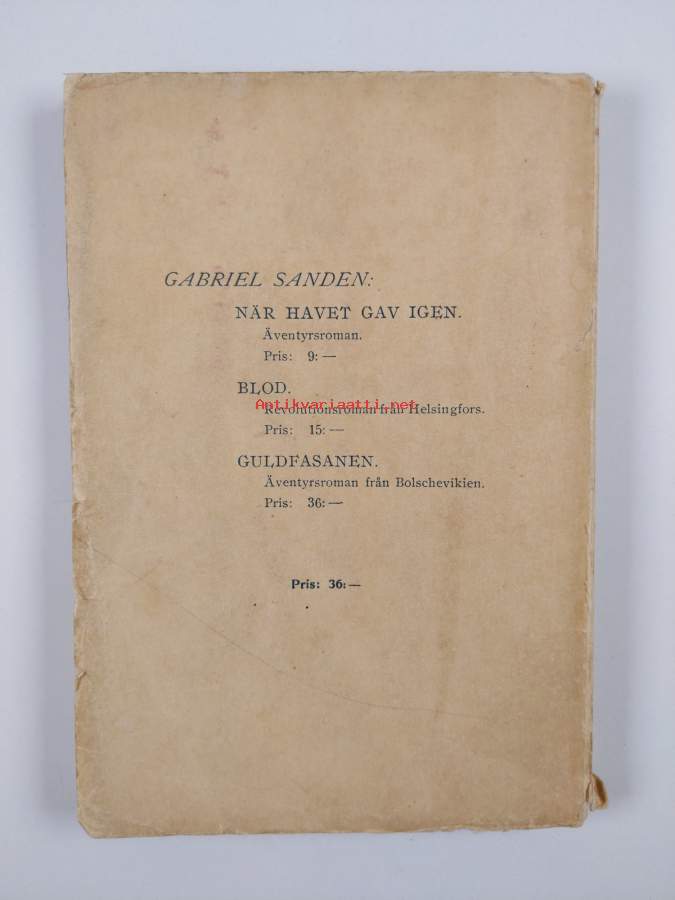 GABRIEL SANDEN:
NÄR HAVET GAV IGEN.
Äventyrsroman.
Pris: 9:—
BLOD.
Antikvariaatti.net
Revolutionsroman från Helsingfors.
Pris: 15:—
GULDFASANEN.
Äventyrsroman från Bolschevikien.
Pris: 36:—
Pris: 36:—